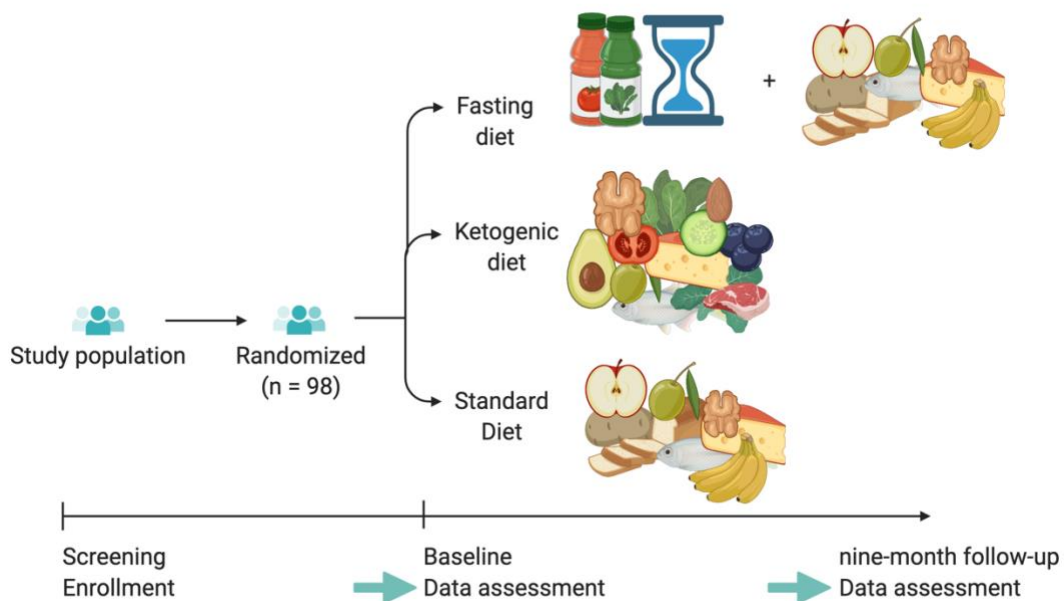 Fasting
diet
+
Ketogenic
diet
Study population
Randomized
(n = 98)
Standard
Diet
Screening
Enrollment
Baseline
Data assessment
nine-month follow-up
Data assessment